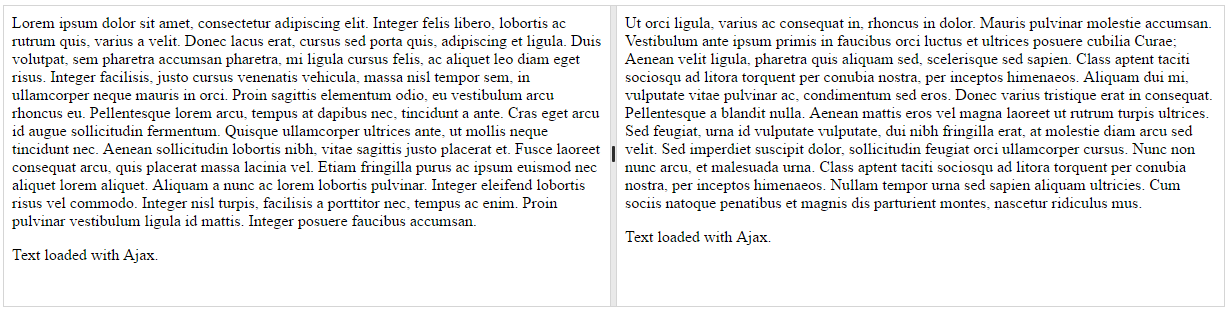 Lorem ipsum dolor sit amet, consectetur adipiscing elit. Integer felis libero, lobortis ac
rutrum quis, varius a velit. Donec lacus erat, cursus sed porta quis, adipiscing et ligula. Duis
volutpat, sem pharetra accumsan pharetra, mi ligula cursus felis, ac aliquet leo diam eget
risus. Integer facilisis, justo cursus venenatis vehicula, massa nisl tempor sem, in
ullamcorper neque mauris in orci. Proin sagittis elementum odio, eu vestibulum arcu
rhoncus eu. Pellentesque lorem arcu, tempus at dapibus nec, tincidunt a ante. Cras eget arcu
id augue sollicitudin fermentum. Quisque ullamcorper ultrices ante, ut mollis neque
tincidunt nec. Aenean sollicitudin lobortis nibh, vitae sagittis justo placerat et. Fusce laoreet
consequat arcu, quis placerat massa lacinia vel. Etiam fringilla purus ac ipsum euismod nec
aliquet lorem aliquet. Aliquam a nunc ac lorem lobortis pulvinar. Integer eleifend lobortis
risus vel commodo. Integer nisl turpis, facilisis a porttitor nec, tempus ac enim. Proin
pulvinar vestibulum ligula id mattis. Integer posuere faucibus accumsan.
Text loaded with Ajax.
Ut orci ligula, varius ac consequat in, rhoncus in dolor. Mauris pulvinar molestie accumsan.
Vestibulum ante ipsum primis in faucibus orci luctus et ultrices posuere cubilia Curae;
Aenean velit ligula, pharetra quis aliquam sed, scelerisque sed sapien. Class aptent taciti
sociosqu ad litora torquent per conubia nostra, per inceptos himenaeos. Aliquam dui mi,
vulputate vitae pulvinar ac, condimentum sed eros. Donec varius tristique erat in consequat.
Pellentesque a blandit nulla. Aenean mattis eros vel magna laoreet ut rutrum turpis ultrices.
Sed feugiat, urna id vulputate vulputate, dui nibh fringilla erat, at molestie diam arcu sed
velit. Sed imperdiet suscipit dolor, sollicitudin feugiat orci ullamcorper cursus. Nunc non
nunc arcu, et malesuada urna. Class aptent taciti sociosqu ad litora torquent per conubia
nostra, per inceptos himenaeos. Nullam tempor urna sed sapien aliquam ultricies. Cum
sociis natoque penatibus et magnis dis parturient montes, nascetur ridiculus mus.
Text loaded with Ajax.